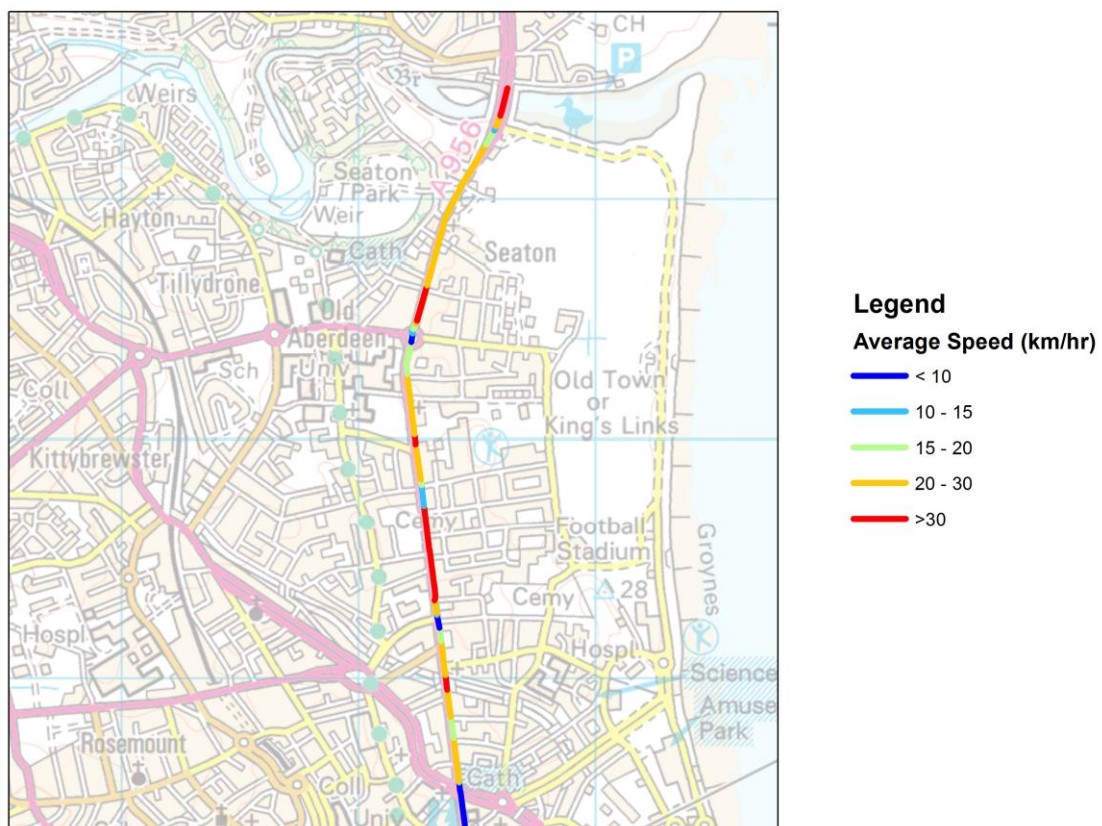 CH
P
Br
Weirs
A956
Seaton
Park
Hayton
Weir
Cath
Seaton
Tillydrone
Old
Aberdeen
Sch
Univ
Coll
Old Town
or
King's Links
Kittybrewster
Cemy
Football
Stadium
Groynes
Cemy
28
Hospl
Hospl
Science
Amuse
Park
Rosemount
Cath
Coll
Univ
Legend
Average Speed (km/hr)
< 10
10 - 15
15 - 20
20 - 30
>30